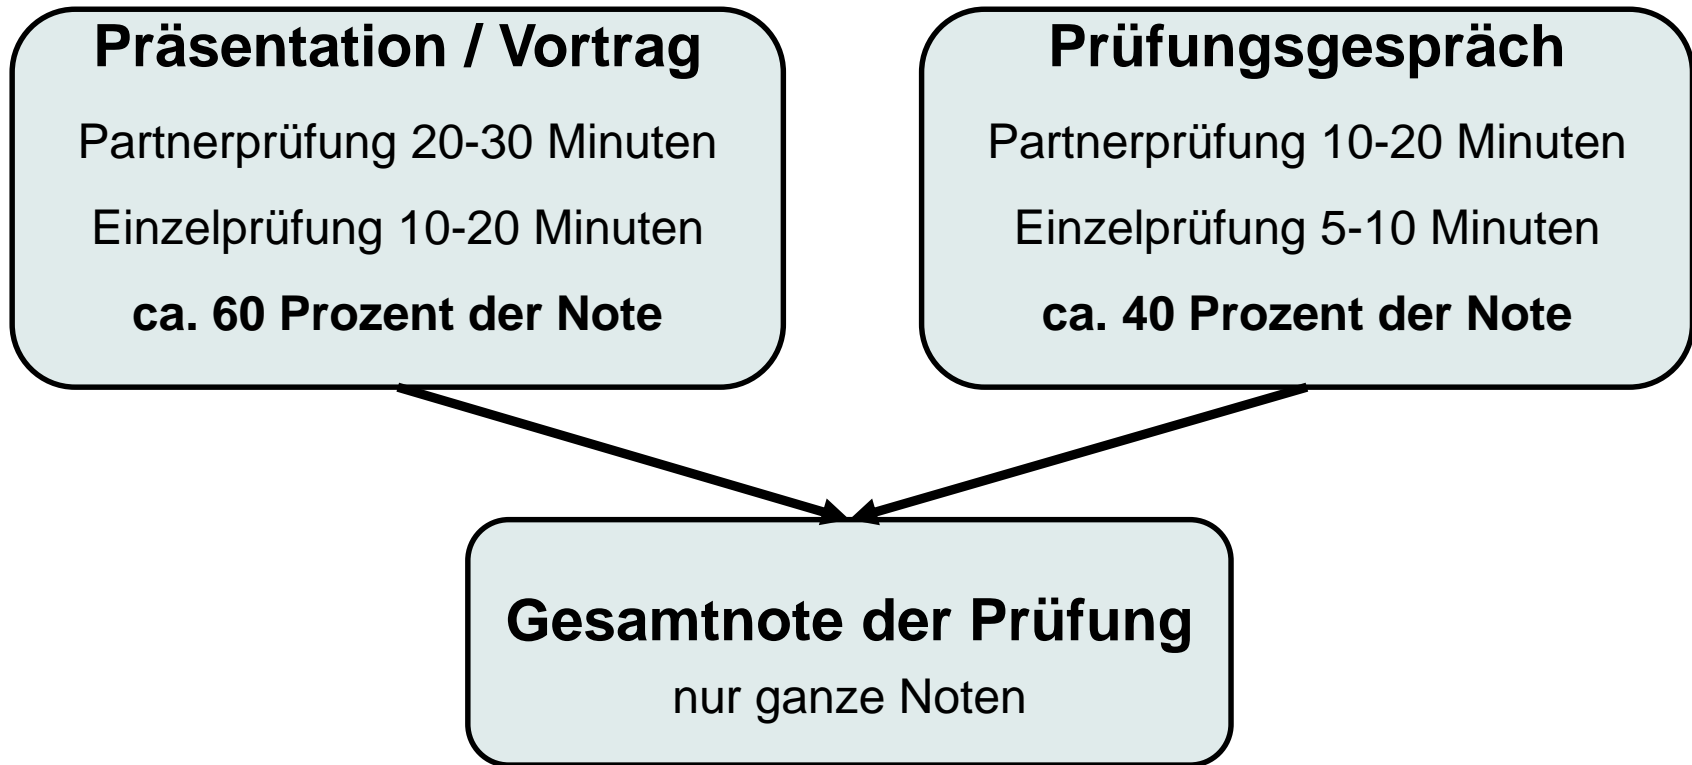 Präsentation / Vortrag
Partnerprüfung 20-30 Minuten
Einzelprüfung 10-20 Minuten
ca. 60 Prozent der Note
Prüfungsgespräch
Partnerprüfung 10-20 Minuten
Einzelprüfung 5-10 Minuten
ca. 40 Prozent der Note
Gesamtnote der Prüfung
nur ganze Noten